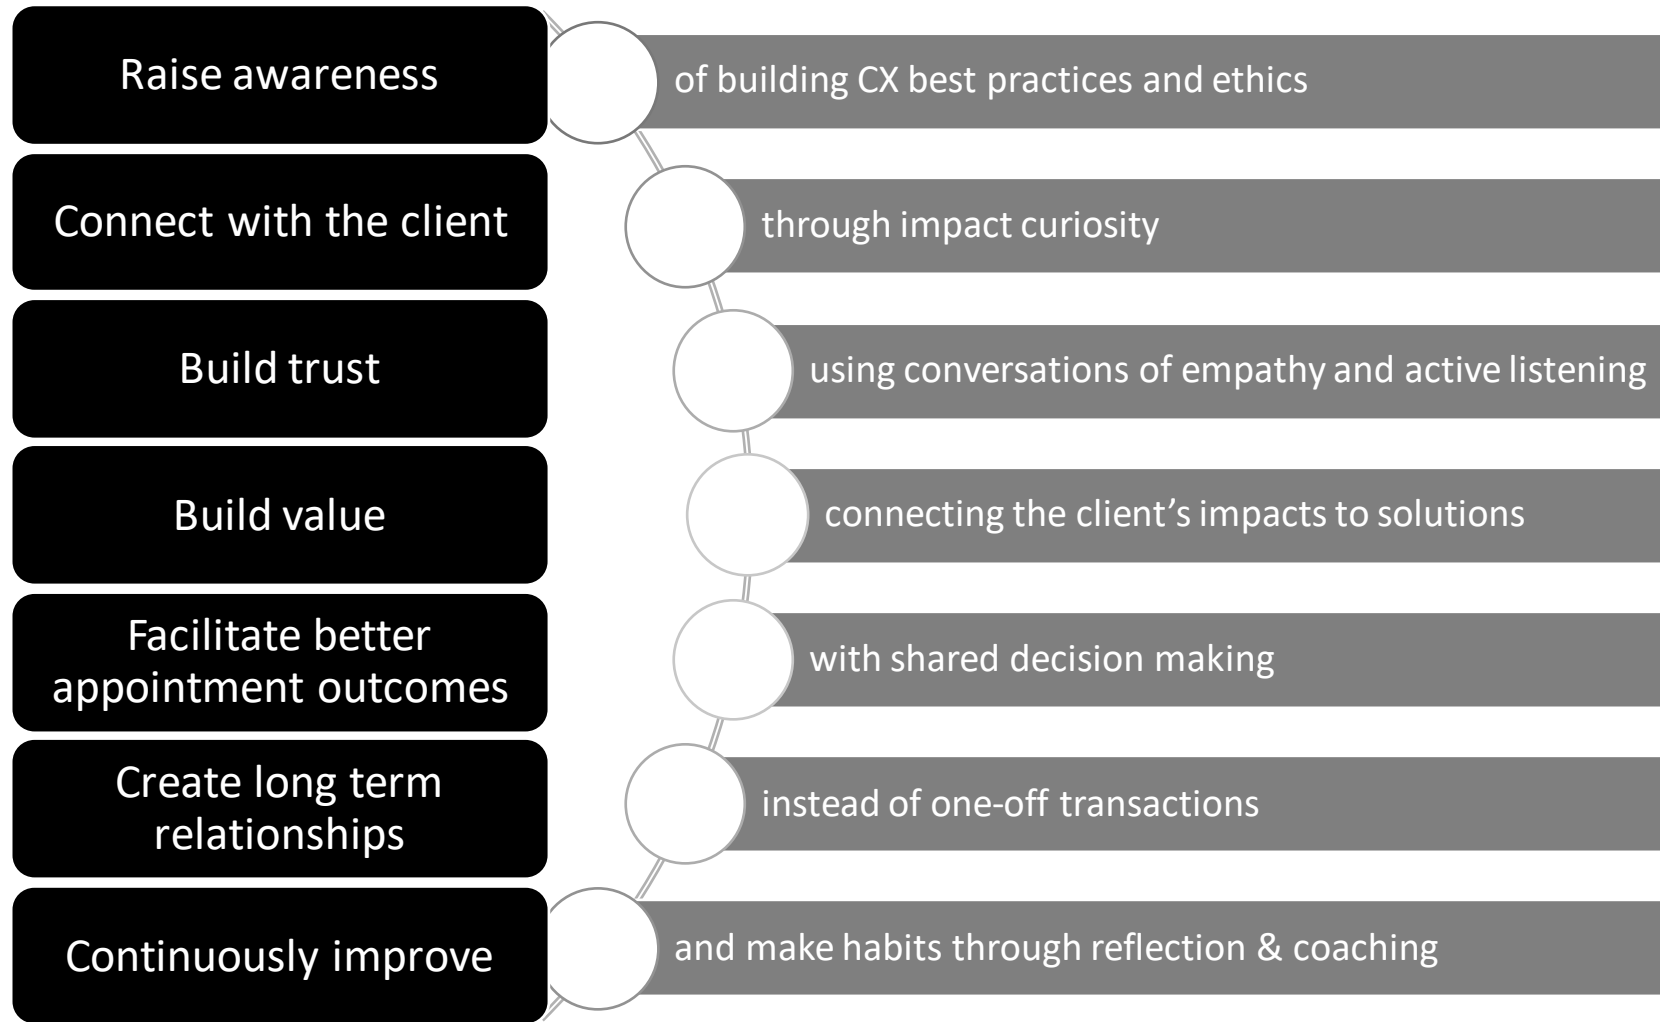 Raise awareness
of building CX best practices and ethics
Connect with the client
through impact curiosity
Build trust
using conversations of empathy and active listening
Build value
connecting the client’s impacts to solutions
Facilitate better
appointment outcomes
with shared decision making
Create long term
relationships
instead of one-off transactions
Continuously improve
and make habits through reflection & coaching